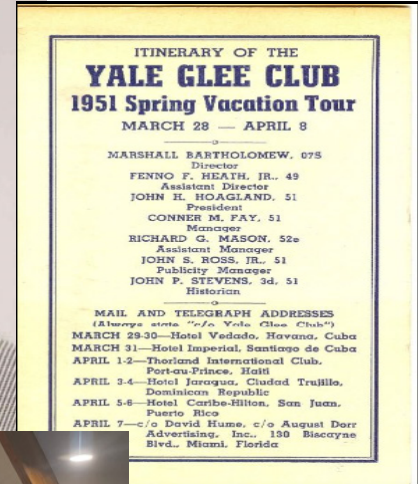 ITINERARY OF THE
YALE GLEE CLUB
1951 Spring Vacation Tour
MARCH 28 — APRIL 8
MARSHALL BARTHOLOMEW, 07S
Director
FENNO F. HEATH, JR., 49
Assistant Director
JOHN H. HOAGLAND, 51
President
CONNER M. FAY, 51
Manager
RICHARD G. MASON, 52e
Assistant Manager
JOHN S. ROSS, JR., 51
Publicity Manager
JOHN P. STEVENS, 3d, 51
Historian
MAIL AND TELEGRAPH ADDRESSES
(Always state "c/o Yale Glee Club")
MARCH 29-30—Hotel Vedado, Havana, Cuba
MARCH 31—Hotel Imperial, Santiago de Cuba
APRIL 1-2—Thorland International Club,
Port-au-Prince, Haiti
APRIL 3-4—Hotel Jaragua, Ciudad Trujillo,
Dominican Republic
APRIL 5-6—Hotel Caribe-Hilton, San Juan,
Puerto Rico
APRIL 7—c/o David Hume, c/o August Dorr
Advertising, Inc., 130 Biscayne
Blvd., Miami, Florida